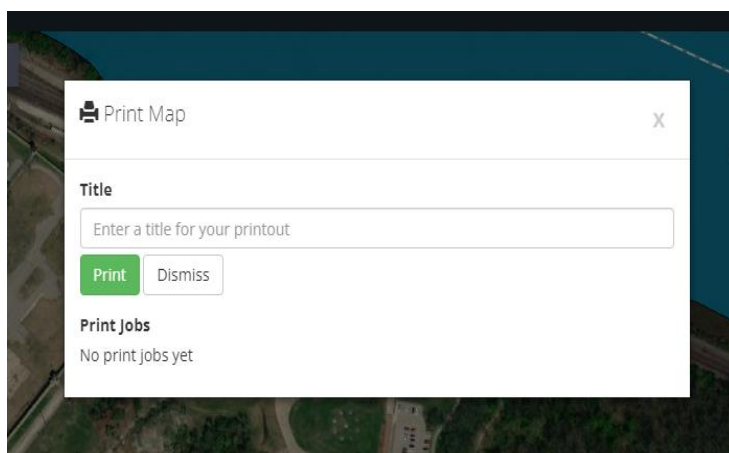 Print Map
X
Title
Enter a title for your printout
Print Dismiss
Print Jobs
No print jobs yet